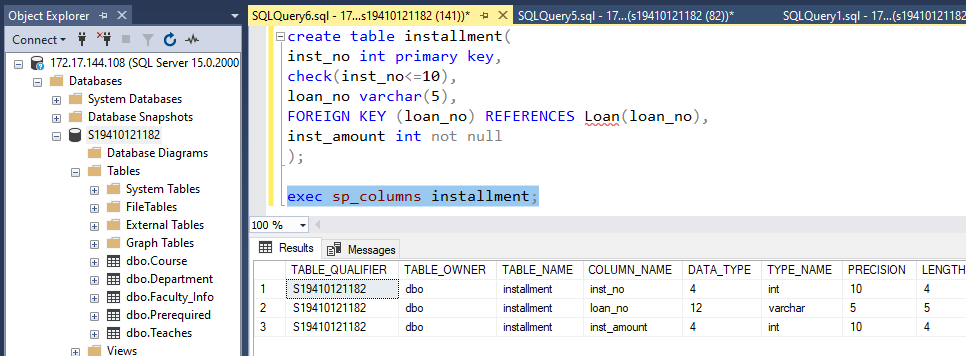 SQLQuery6.sql - 17...s19410121182 (141))*
SQLQuery5.sql - 17...(s19410121182 (82))*
SQLQuery1.sql - 17...(s19410121182
Object Explorer
Connect
172.17.144.108 (SQL Server 15.0.2000
Databases
System Databases
Database Snapshots
S19410121182
Database Diagrams
Tables
System Tables
FileTables
External Tables
Graph Tables
dbo.Course
dbo.Department
dbo.Faculty_Info
dbo.Prerequired
dbo.Teaches
Views
create table installment(
inst_no int primary key,
check(inst_no<=10),
loan_no varchar(5),
FOREIGN KEY (loan_no) REFERENCES Loan(loan_no),
inst_amount int not null
);
exec sp_columns installment;
100 %
Results Messages
TABLE_QUALIFIER TABLE_OWNER TABLE_NAME COLUMN_NAME DATA_TYPE TYPE_NAME PRECISION LENGTH
1 S19410121182 dbo installment inst_no 4 int 10 4
2 S19410121182 dbo installment loan_no 12 varchar 5 5
3 S19410121182 dbo installment inst_amount 4 int 10 4